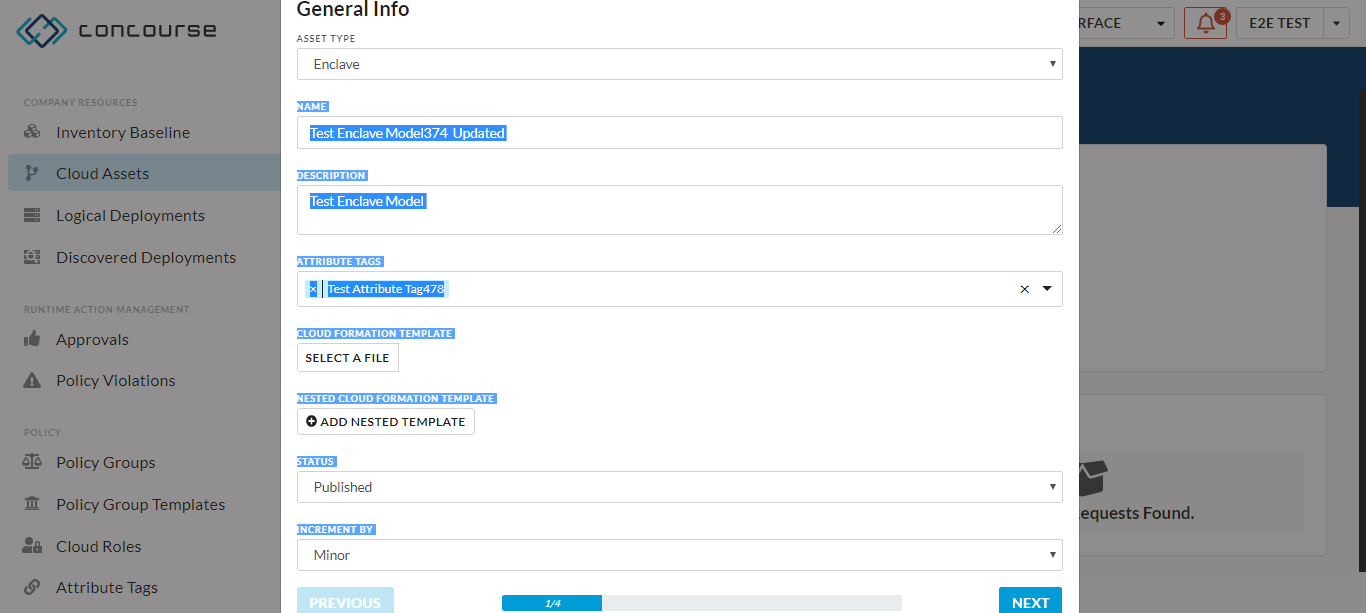 concourse
COMPANY RESOURCES
Inventory Baseline
Cloud Assets
Logical Deployments
Discovered Deployments
RUNTIME ACTION MANAGEMENT
Approvals
Policy Violations
POLICY
Policy Groups
Policy Group Templates
Cloud Roles
Attribute Tags
General Info
ASSET TYPE
Enclave
NAME
Test Enclave Model374 Updated
DESCRIPTION
Test Enclave Model
ATTRIBUTE TAGS
× Test Attribute Tag478
CLOUD FORMATION TEMPLATE
SELECT A FILE
NESTED CLOUD FORMATION TEMPLATE
ADD NESTED TEMPLATE
STATUS
Published
INCREMENT BY
Minor
PREVIOUS
1/4
NEXT
RFACE
3
E2E TEST
equests Found.